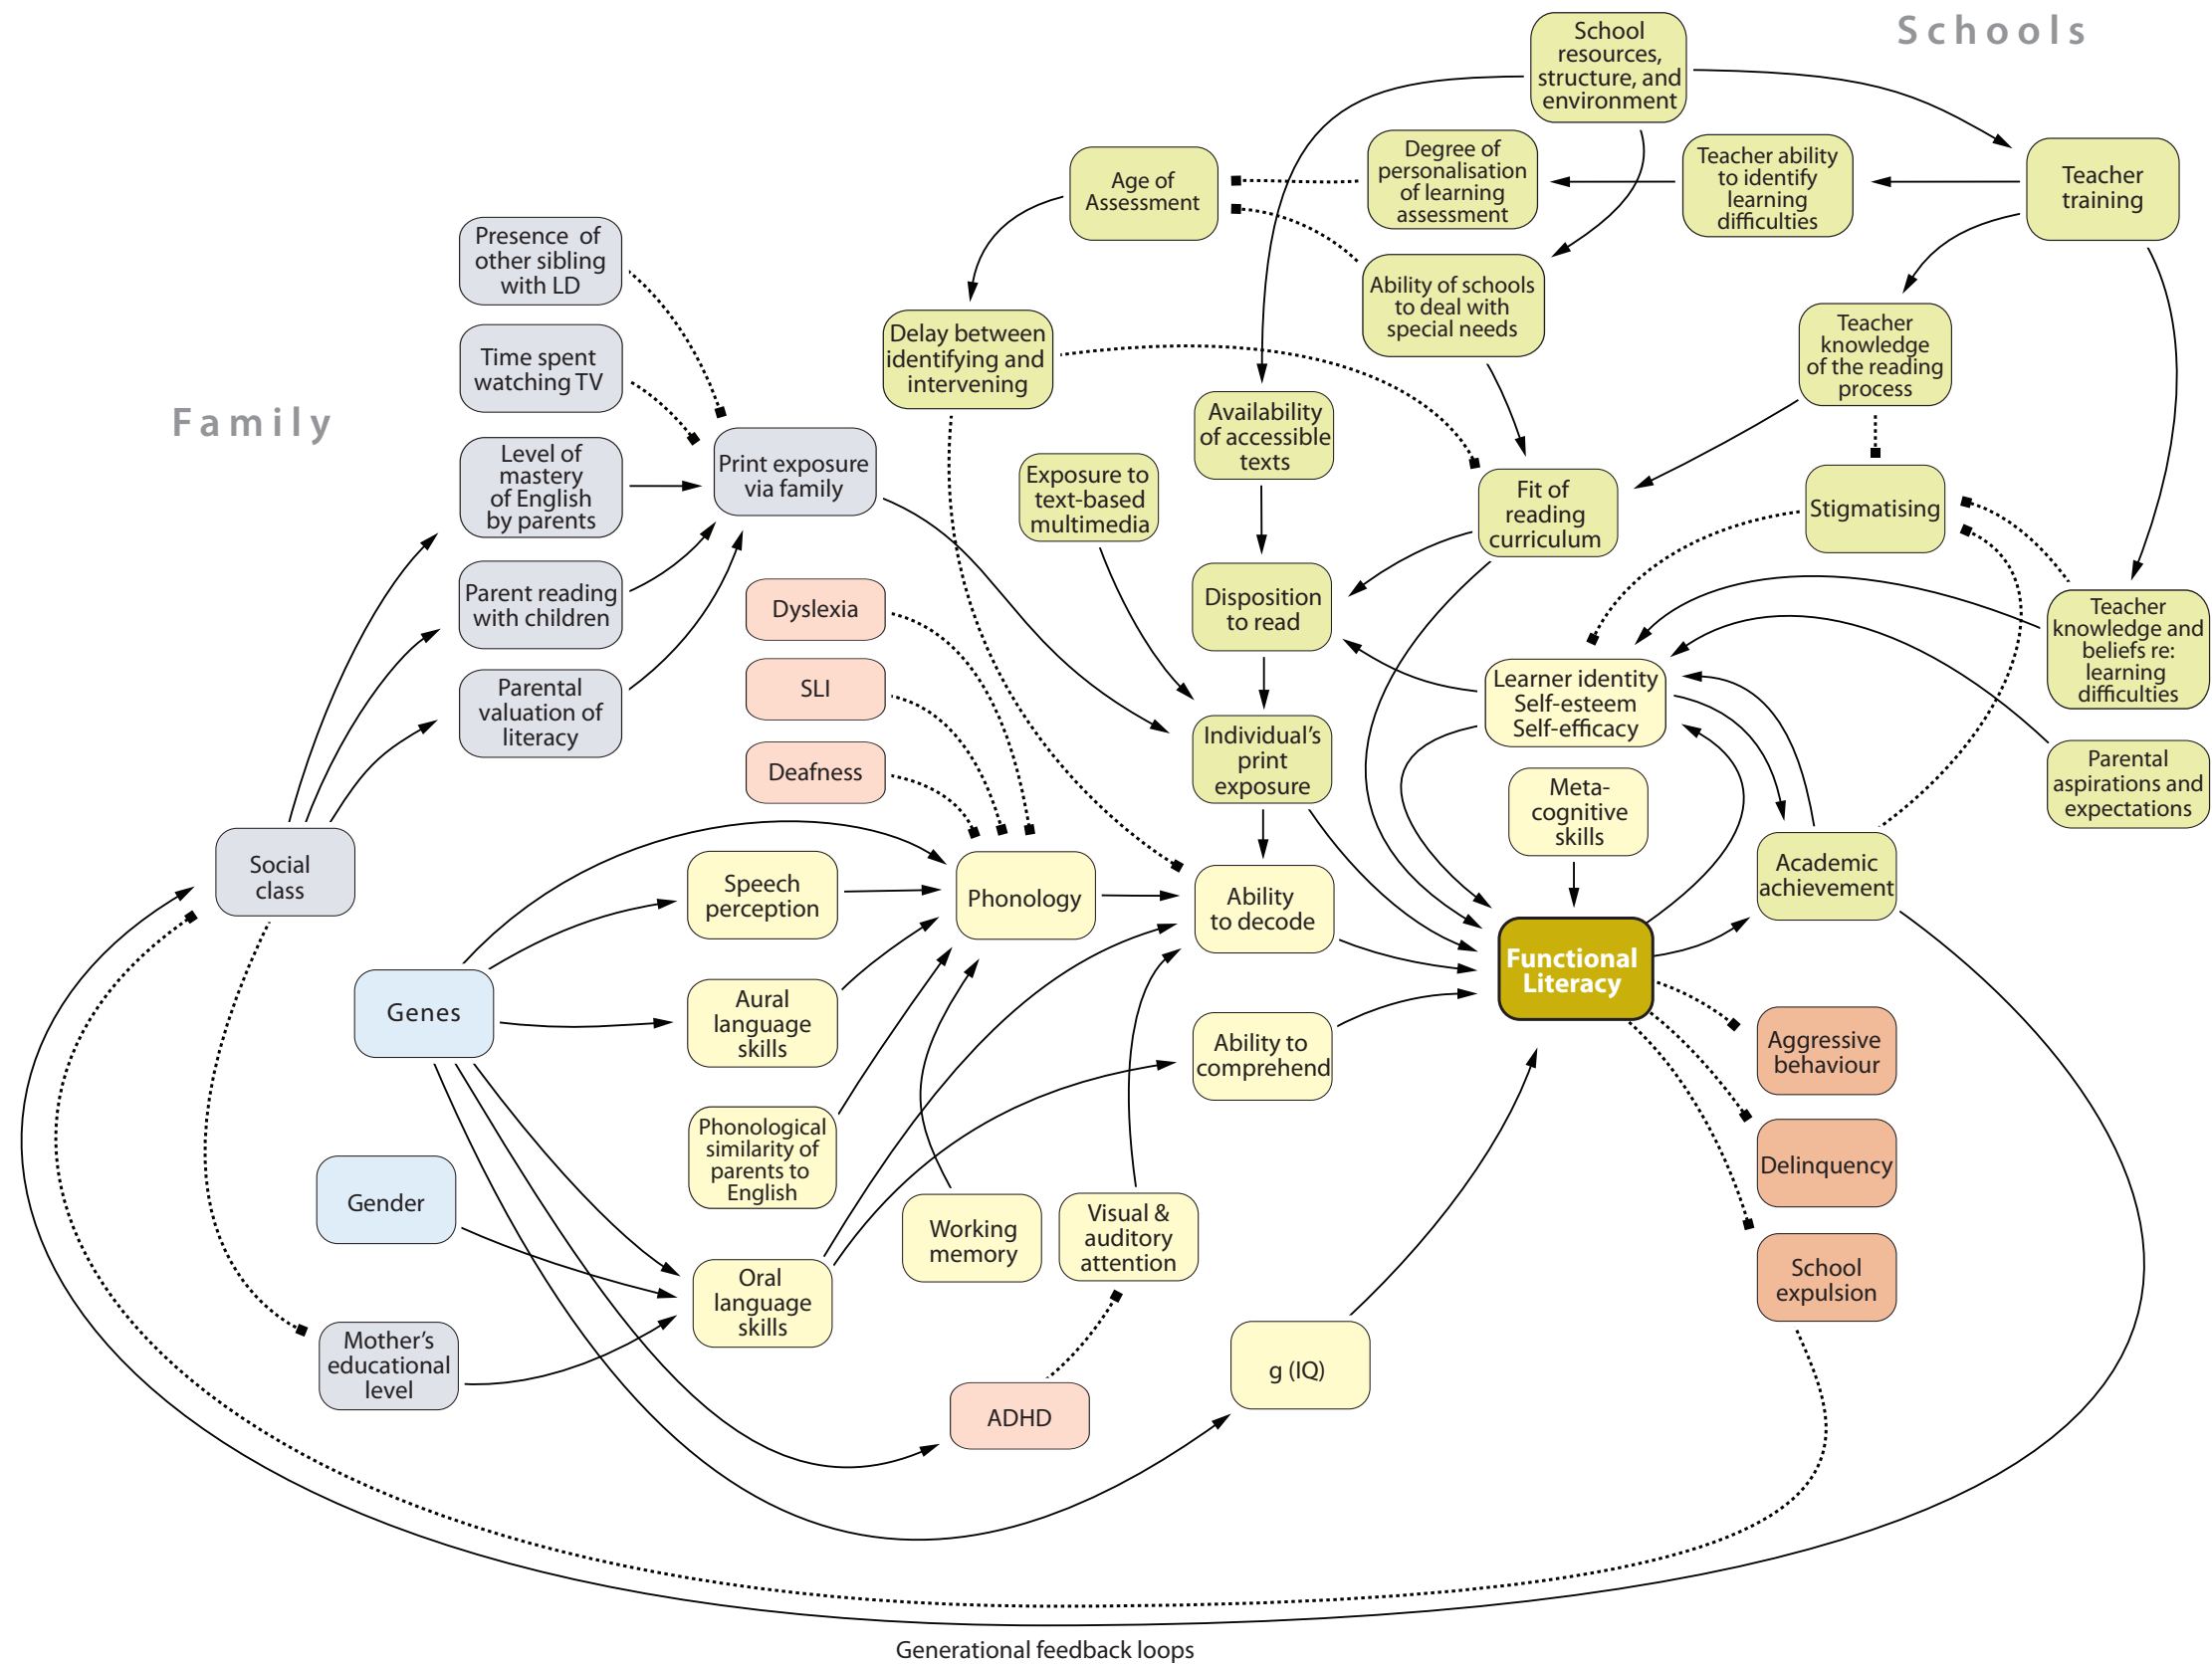 Schools
School
resources,
structure, and
environment
Degree of
personalisation
of learning
assessment
Teacher ability
to identify
learning
difficulties
Teacher
training
Age of
Assessment
Presence of
other sibling
with LD
Ability of schools
to deal with
special needs
Delay between
identifying and
intervening
Teacher
knowledge
of the reading
process
Time spent
watching TV
Family
Availability
of accessible
texts
Level of
mastery
of English
by parents
Print exposure
via family
Exposure to
text-based
multimedia
Fit of
reading
curriculum
Stigmatising
Parent reading
with children
Dyslexia
Disposition
to read
Teacher
knowledge and
beliefs re:
learning
difficulties
Parental
valuation of
literacy
SLI
Learner identity
Self-esteem
Self-efficacy
Deafness
Individual's
print
exposure
Meta-
cognitive
skills
Parental
aspirations and
expectations
Social
class
Speech
perception
Phonology
Ability
to decode
Academic
achievement
Functional
Literacy
Genes
Aural
language
skills
Ability to
comprehend
Aggressive
behaviour
Phonological
similarity of
parents to
English
Delinquency
Gender
Working
memory
Visual &
auditory
attention
Oral
language
skills
School
expulsion
Mother's
educational
level
g (IQ)
ADHD
Generational feedback loops